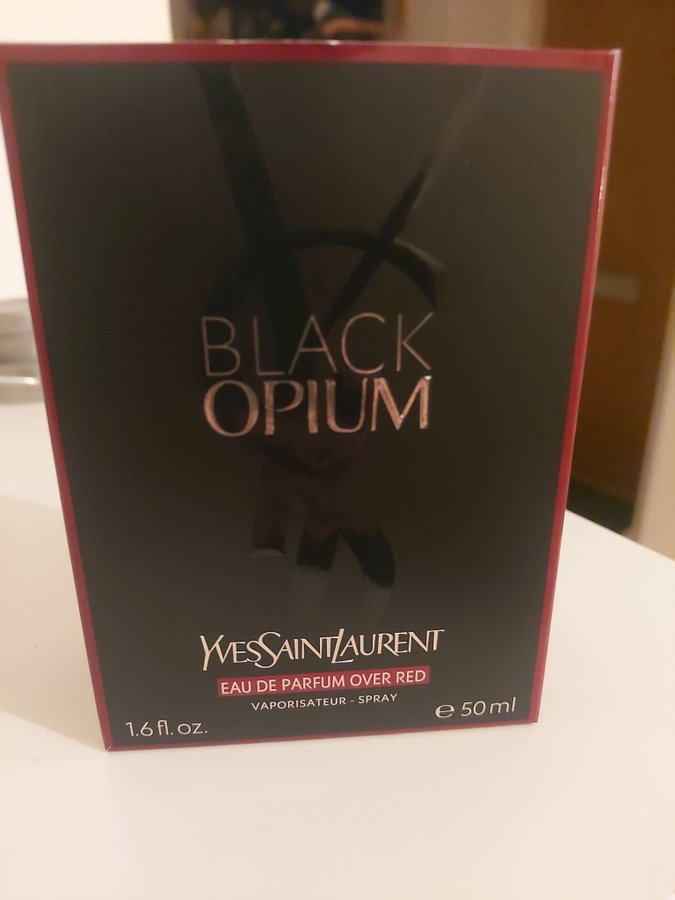 BLACK
OPIUM
YVESSAINTLAURENT
EAU DE PARFUM OVER RED
VAPORISATEUR - SPRAY
1.6 fl. oz.
℮ 50 ml